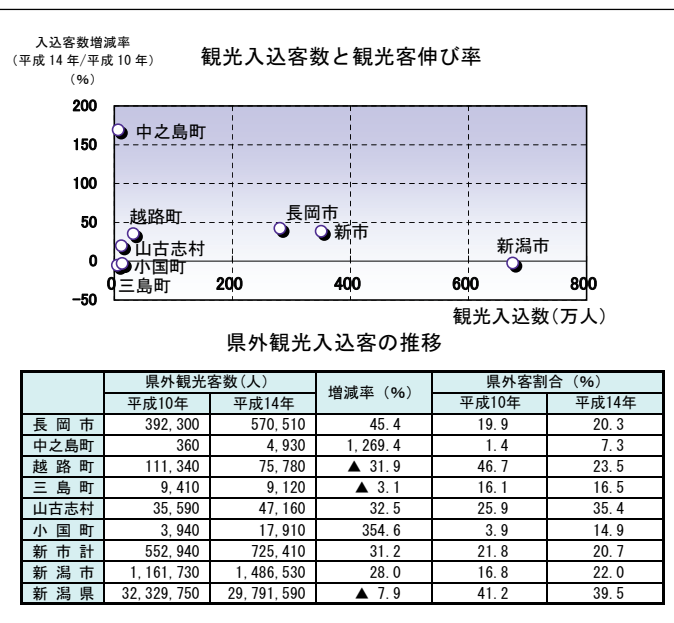 入込客数増減率
(平成14年/平成10年)
(%)
観光入込客数と観光客伸び率
200
150
100
50
0
-50
中之島町
越路町
山古志村
小国町
三島町
長岡市
新市
新潟市
0 200 400 600 800
観光入込数(万人)
県外観光入込客の推移
県外観光客数(人) 増減率 (%) 県外客割合 (%)
平成10年 平成14年 平成10年 平成14年
長岡市 392,300 570,510 45.4 19.9 20.3
中之島町 360 4,930 1,269.4 1.4 7.3
越路町 111,340 75,780 ▲ 31.9 46.7 23.5
三島町 9,410 9,120 ▲ 3.1 16.1 16.5
山古志村 35,590 47,160 32.5 25.9 35.4
小国町 3,940 17,910 354.6 3.9 14.9
新市計 552,940 725,410 31.2 21.8 20.7
新潟市 1,161,730 1,486,530 28.0 16.8 22.0
新潟県 32,329,750 29,791,590 ▲ 7.9 41.2 39.5